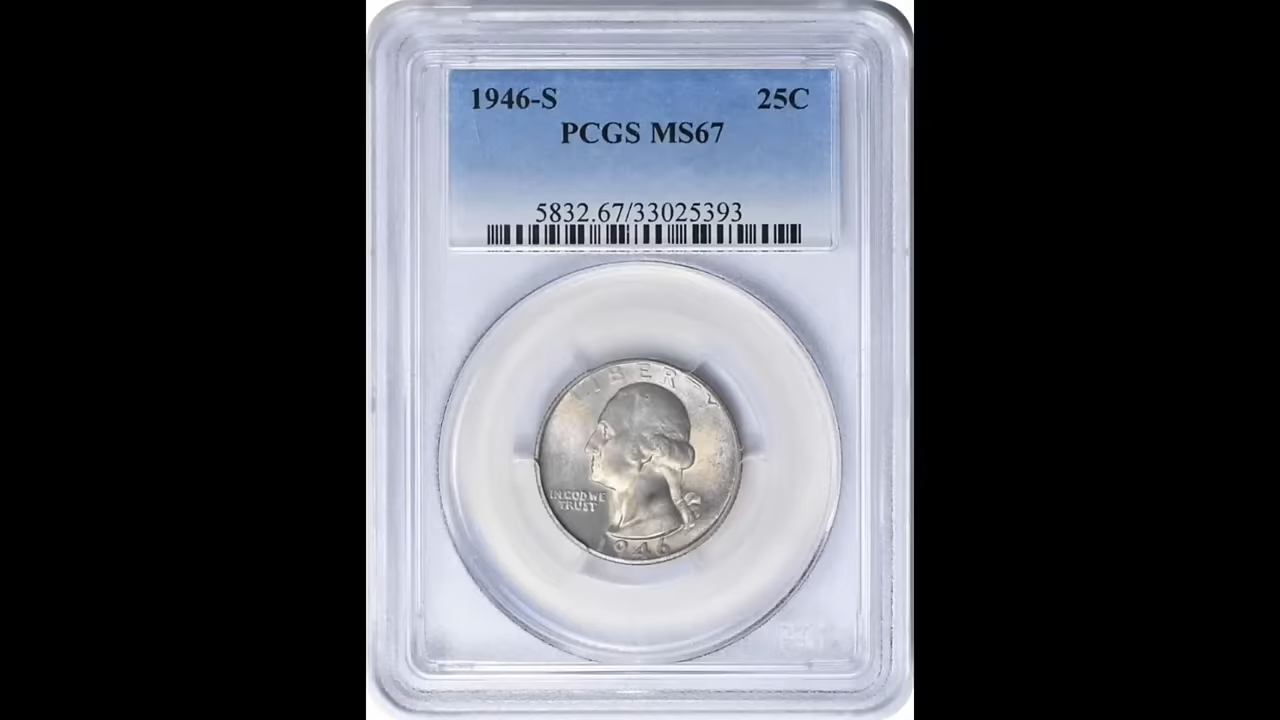 1946-S 25C
PCGS MS67
5832.67/33025393
LIBERTY
IN GOD WE
TRUST
1946